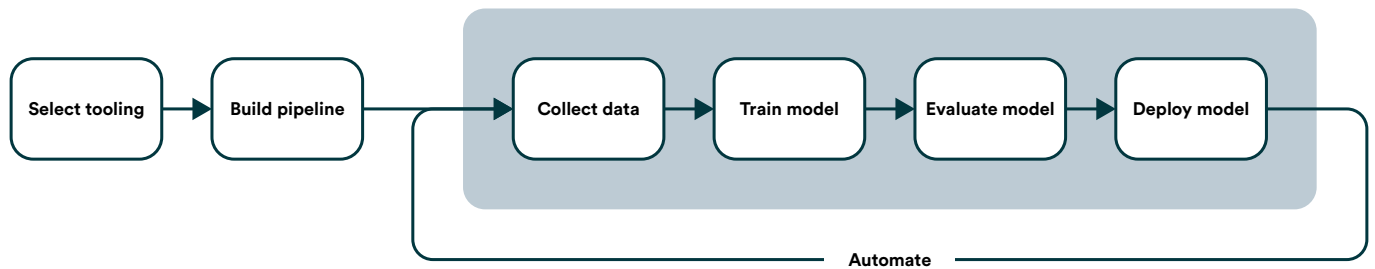 Select tooling
Build pipeline
Collect data
Train model
Evaluate model
Deploy model
Automate